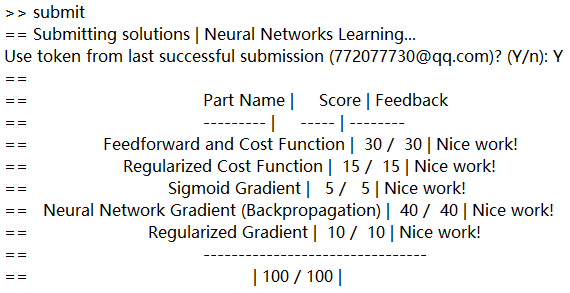 >> submit
== Submitting solutions | Neural Networks Learning...
Use token from last successful submission (772077730@qq.com)? (Y/n): Y
==
== Part Name | Score | Feedback
== --------- | ----- | --------
== Feedforward and Cost Function | 30 / 30 | Nice work!
== Regularized Cost Function | 15 / 15 | Nice work!
== Sigmoid Gradient | 5 / 5 | Nice work!
== Neural Network Gradient (Backpropagation) | 40 / 40 | Nice work!
== Regularized Gradient | 10 / 10 | Nice work!
== --------------------------------
== | 100 / 100 |